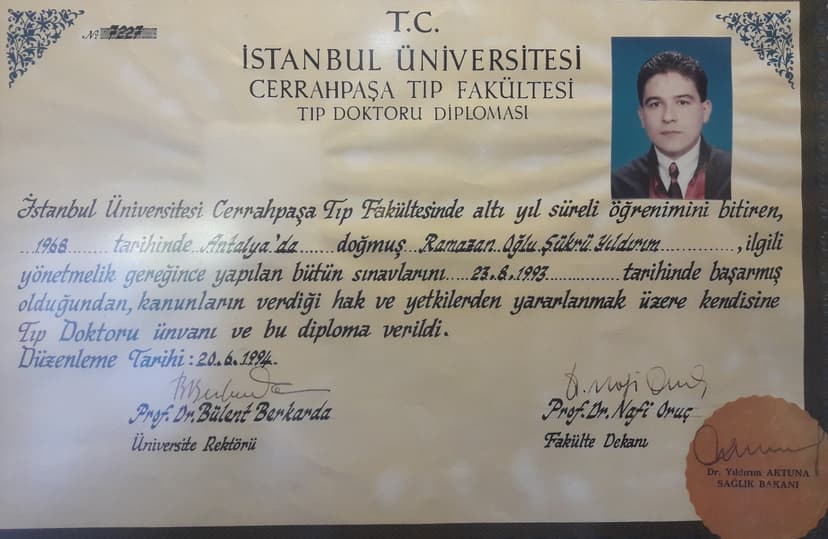 № 7227
T.C.
İSTANBUL ÜNİVERSİTESİ
CERRAHPAŞA TIP FAKÜLTESİ
TIP DOKTORU DİPLOMASI
İstanbul Üniversitesi Cerrahpaşa Tıp Fakültesinde altı yıl süreli öğrenimini bitiren,
1968 tarihinde Antalya'da doğmuş Ramazan Oğlu Şükrü Yıldırım, ilgili
yönetmelik gereğince yapılan bütün sınavlarını 23.8.1993 tarihinde başarmış
olduğundan, kanunların verdiği hak ve yetkilerden yararlanmak üzere kendisine
Tıp Doktoru ünvanı ve bu diploma verildi.
Düzenleme Tarihi : 20.6.1994
Prof. Dr. Bülent Berkarda
Üniversite Rektörü
Prof. Dr. Nafi Oruç
Fakülte Dekanı
Dr. Yıldırım AKTUNA
SAĞLIK BAKANI